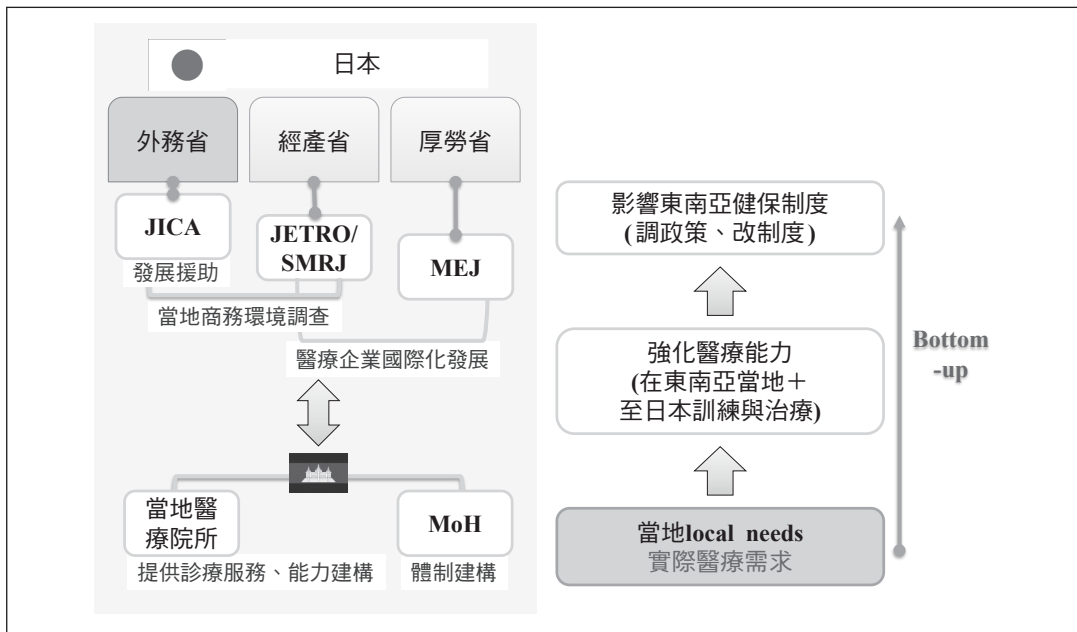 日本
外務省
經產省
厚勞省
JICA
發展援助
JETRO/
SMRJ
MEJ
當地商務環境調查
醫療企業國際化發展
當地醫
療院所
提供診療服務、能力建構
MoH
體制建構
影響東南亞健保制度
(調政策、改制度)
強化醫療能力
(在東南亞當地＋
至日本訓練與治療)
當地local needs
實際醫療需求
Bottom
-up